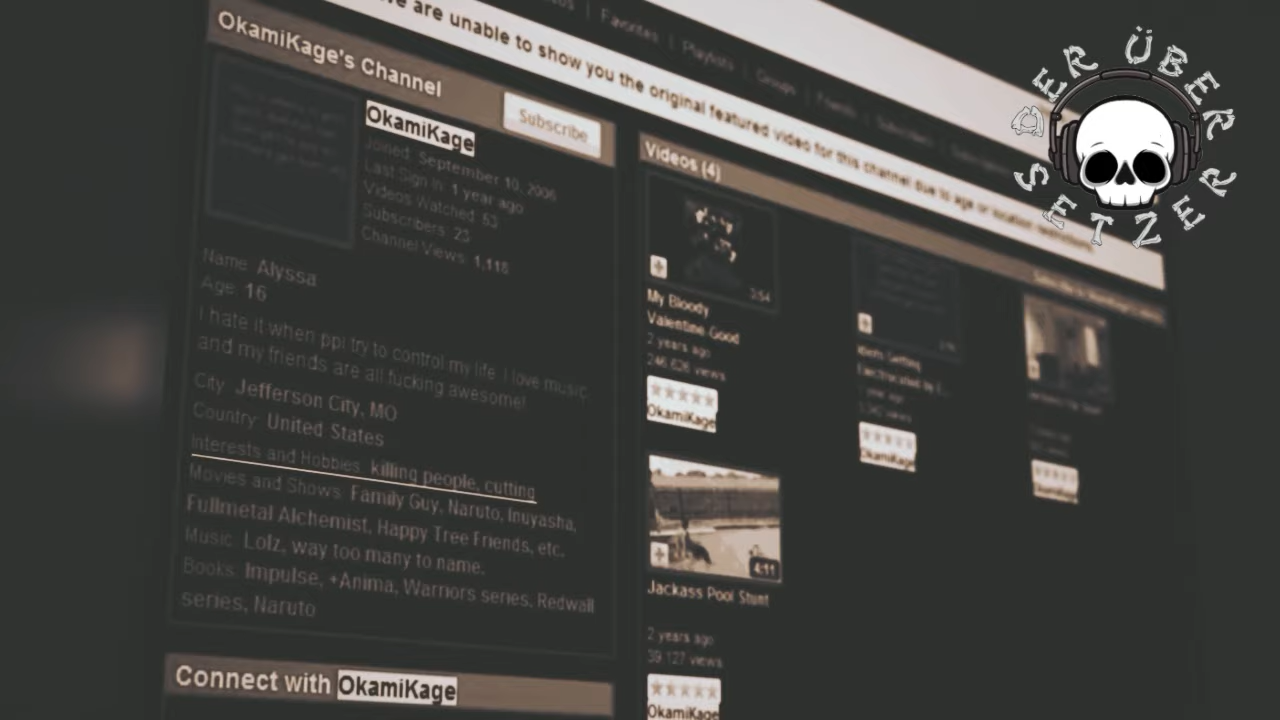 Favorites | Playlists | Groups
We are unable to show you the original featured video for this channel due to age or location restrictions.
OkamiKage's Channel
Subscribe
OkamiKage
Joined: September 10, 2006
Last Sign In: 1 year ago
Videos Watched: 53
Subscribers: 23
Channel Views: 1,118
Name: Alyssa
Age: 16
I hate it when ppl try to control my life. I love music,
and my friends are all fucking awesome!
City: Jefferson City, MO
Country: United States
Interests and Hobbies: killing people, cutting
Movies and Shows: Family Guy, Naruto, Inuyasha,
Fullmetal Alchemist, Happy Tree Friends, etc.
Music: Lolz, way too many to name.
Books: Impulse, +Anima, Warriors series, Redwall
series, Naruto
Connect with OkamiKage
Videos (4)
3:54
My Bloody
Valentine-Good
2 years ago
OkamiKage
OkamiKage
4:11
Jackass Pool Stunt
2 years ago
39,127 views
OkamiKage
DER ÜBERSETZER